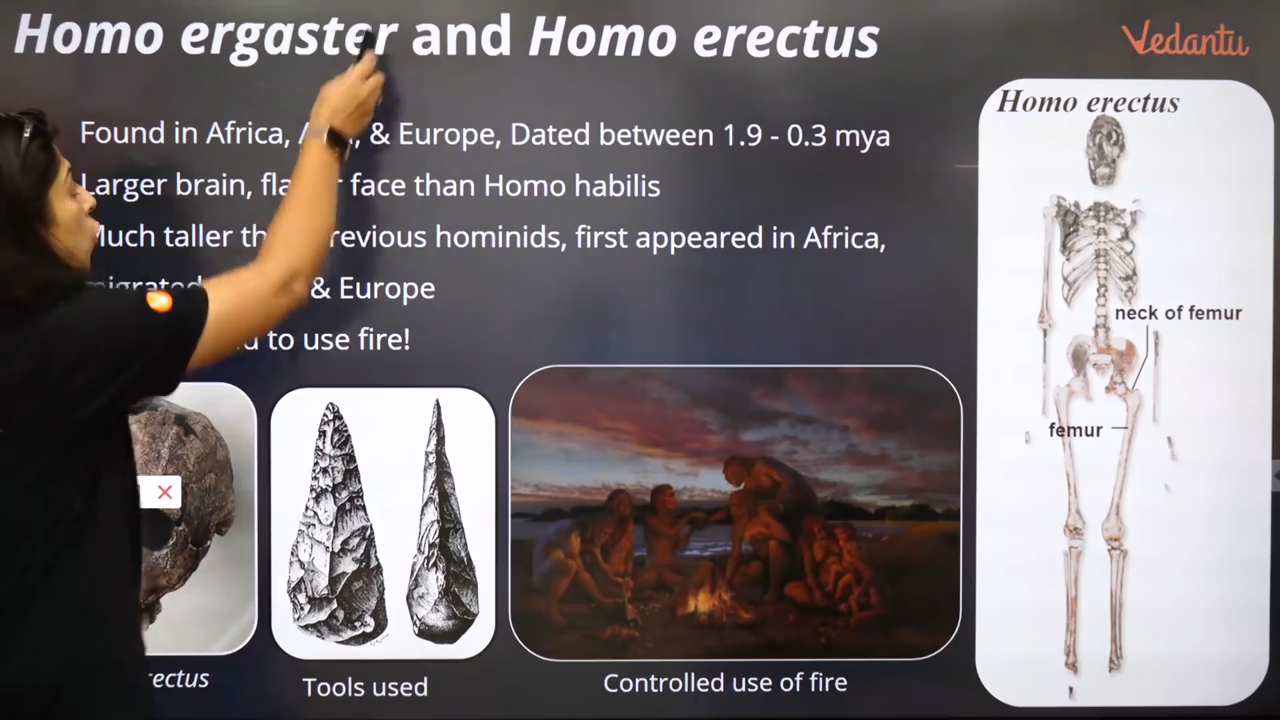 Homo ergaster and Homo erectus
Vedantu
Found in Africa, & Europe, Dated between 1.9 - 0.3 mya
Larger brain, face than Homo habilis
Much taller previous hominids, first appeared in Africa,
migrated & Europe
to use fire!
Tools used
Controlled use of fire
Homo erectus
neck of femur
femur